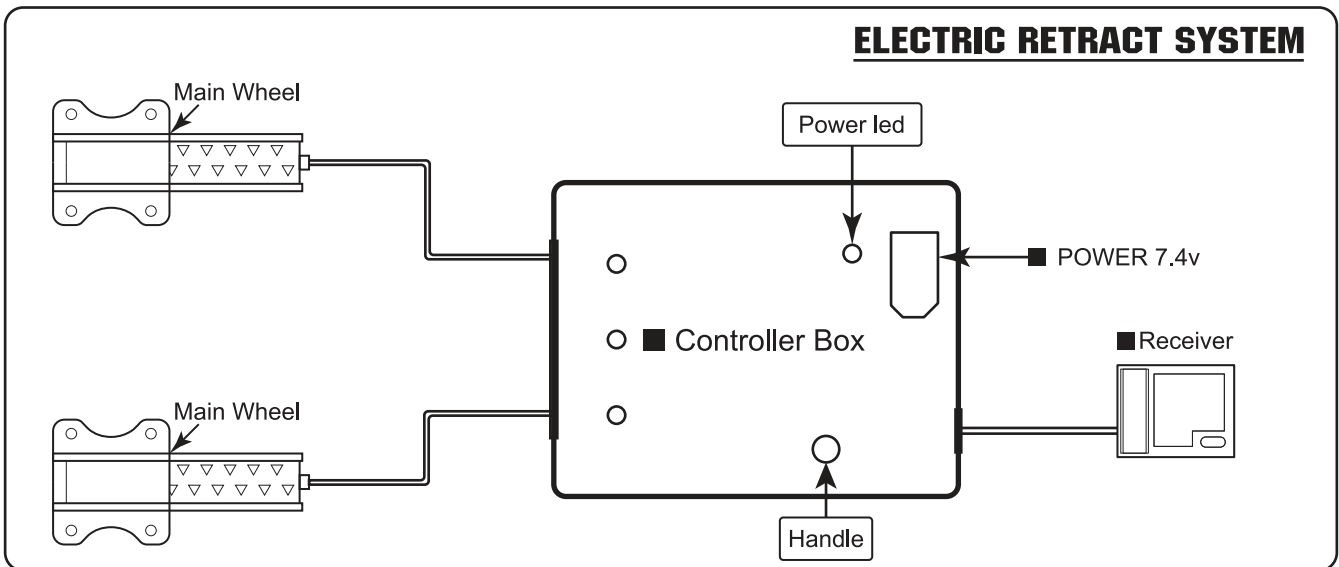 ELECTRIC RETRACT SYSTEM
Main Wheel
Power led
POWER 7.4v
Controller Box
Receiver
Main Wheel
Handle